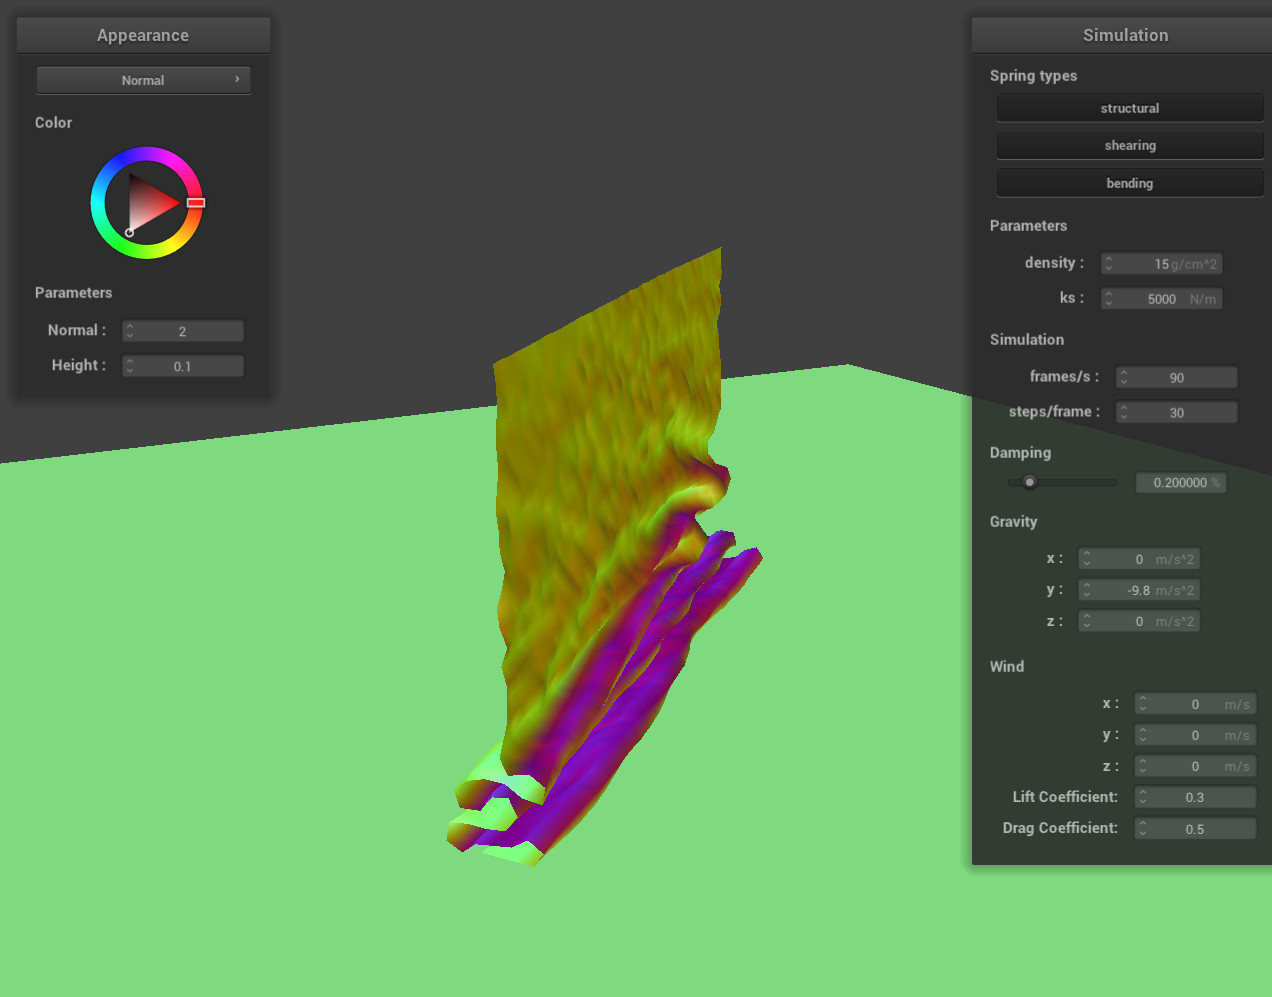 Appearance
Normal ›
Color
Parameters
Normal : 2
Height : 0.1
Simulation
Spring types
structural
shearing
bending
Parameters
density : 15 g/cm^2
ks : 5000 N/m
Simulation
frames/s : 90
steps/frame : 30
Damping
0.200000 %
Gravity
x : 0 m/s^2
y : -9.8 m/s^2
z : 0 m/s^2
Wind
x : 0 m/s
y : 0 m/s
z : 0 m/s
Lift Coefficient: 0.3
Drag Coefficient: 0.5